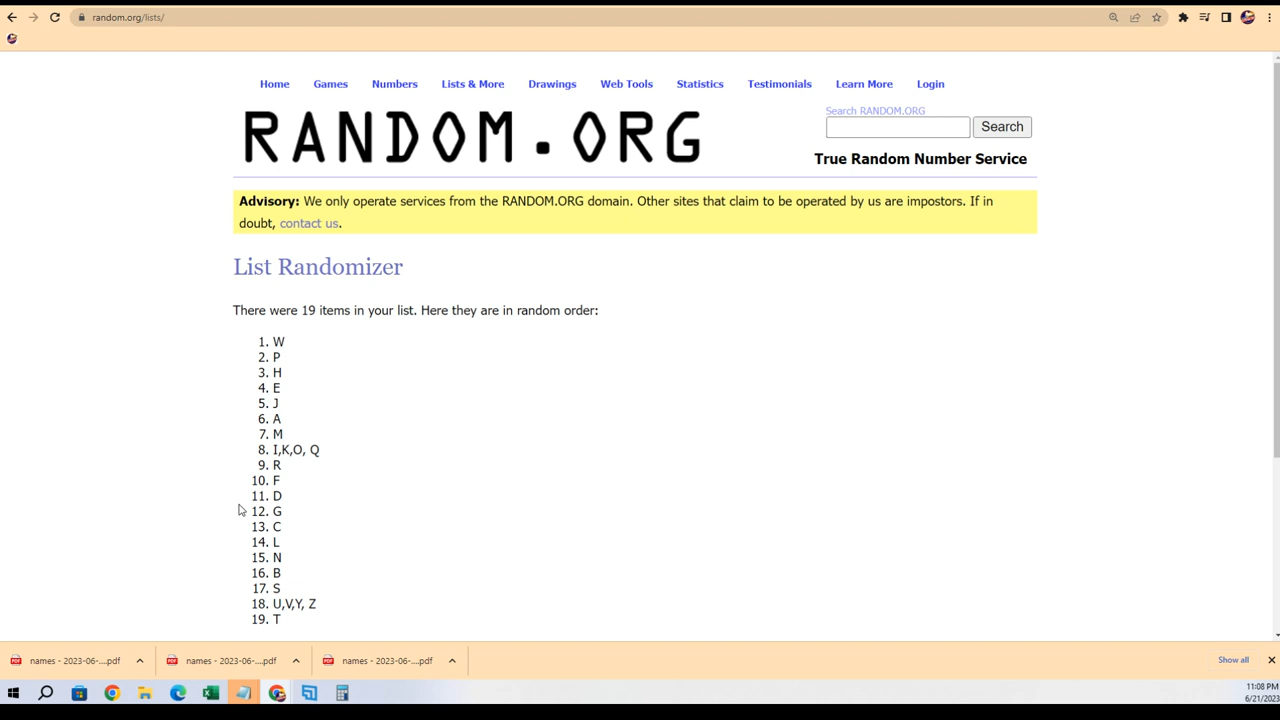 random.org/lists/
Home Games Numbers Lists & More Drawings Web Tools Statistics Testimonials Learn More Login
RANDOM.ORG
Search RANDOM.ORG
Search
True Random Number Service
Advisory: We only operate services from the RANDOM.ORG domain. Other sites that claim to be operated by us are impostors. If in
doubt, contact us.
List Randomizer
There were 19 items in your list. Here they are in random order:
1. W
2. P
3. H
4. E
5. J
6. A
7. M
8. I,K,O, Q
9. R
10. F
11. D
12. G
13. C
14. L
15. N
16. B
17. S
18. U,V,Y, Z
19. T
names - 2023-06-....pdf names - 2023-06-....pdf names - 2023-06-....pdf Show all
11:08 PM
6/21/2023